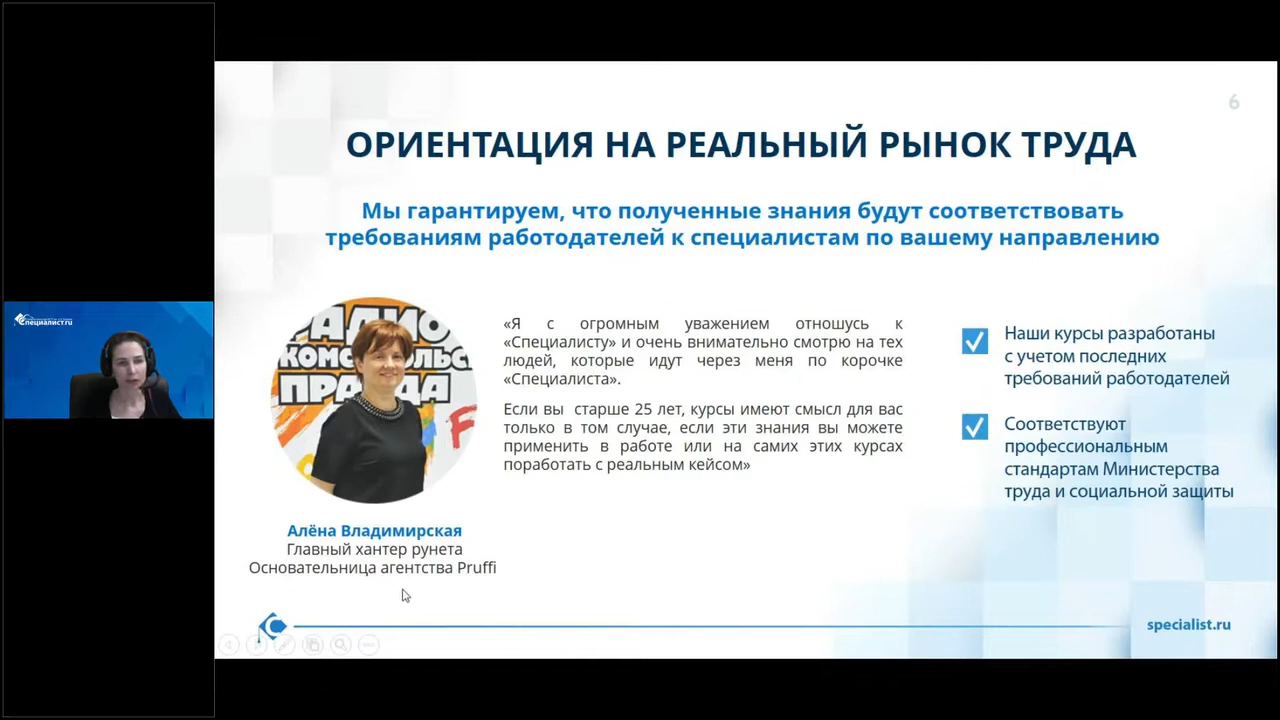 6
ОРИЕНТАЦИЯ НА РЕАЛЬНЫЙ РЫНОК ТРУДА
Мы гарантируем, что полученные знания будут соответствовать
требованиям работодателей к специалистам по вашему направлению
РАДИО
КОМСОМОЛЬС
ПРАВДА
«Я с огромным уважением отношусь к
«Специалисту» и очень внимательно смотрю на тех
людей, которые идут через меня по корочке
«Специалиста».
Если вы старше 25 лет, курсы имеют смысл для вас
только в том случае, если эти знания вы можете
применить в работе или на самих этих курсах
поработать с реальным кейсом»
Наши курсы разработаны
с учетом последних
требований работодателей
Соответствуют
профессиональным
стандартам Министерства
труда и социальной защиты
Алёна Владимирская
Главный хантер рунета
Основательница агентства Pruffi
specialist.ru
Специалист.ru